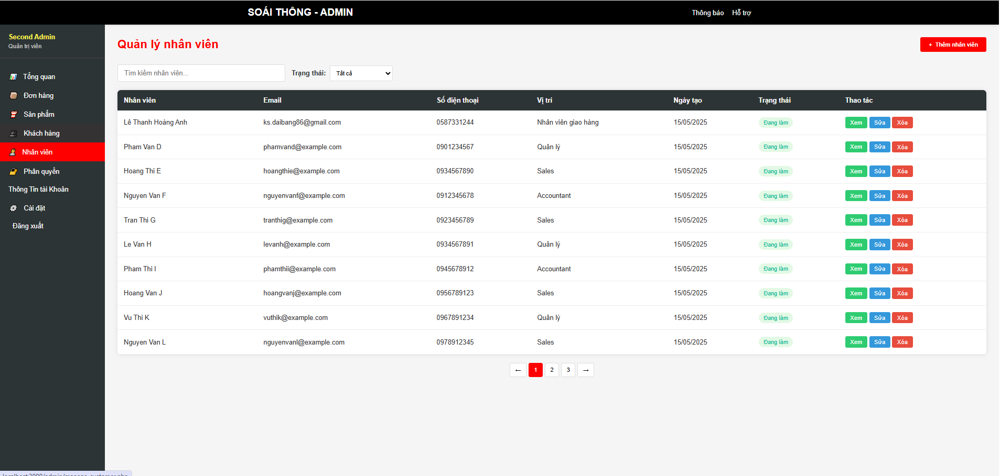 SOÁI THÔNG - ADMIN
Thông báo Hỗ trợ
Second Admin
Quản trị viên
Tổng quan
Đơn hàng
Sản phẩm
Khách hàng
Nhân viên
Phân quyền
Thông Tin tài Khoản
Cài đặt
Đăng xuất
Quản lý nhân viên
+ Thêm nhân viên
Tìm kiếm nhân viên...
Trạng thái: Tất cả
Nhân viên Email Số điện thoại Vị trí Ngày tạo Trạng thái Thao tác
Lê Thanh Hoàng Anh ks.daibang86@gmail.com 0587331244 Nhân viên giao hàng 15/05/2025 Đang làm Xem Sửa Xóa
Pham Van D phamvand@example.com 0901234567 Quản lý 15/05/2025 Đang làm Xem Sửa Xóa
Hoang Thi E hoangthie@example.com 0934567890 Sales 15/05/2025 Đang làm Xem Sửa Xóa
Nguyen Van F nguyenvanf@example.com 0912345678 Accountant 15/05/2025 Đang làm Xem Sửa Xóa
Tran Thi G tranthig@example.com 0923456789 Sales 15/05/2025 Đang làm Xem Sửa Xóa
Le Van H levanh@example.com 0934567891 Quản lý 15/05/2025 Đang làm Xem Sửa Xóa
Pham Thi I phamthii@example.com 0945678912 Accountant 15/05/2025 Đang làm Xem Sửa Xóa
Hoang Van J hoangvanj@example.com 0956789123 Sales 15/05/2025 Đang làm Xem Sửa Xóa
Vu Thi K vuthik@example.com 0967891234 Quản lý 15/05/2025 Đang làm Xem Sửa Xóa
Nguyen Van L nguyenvanl@example.com 0978912345 Sales 15/05/2025 Đang làm Xem Sửa Xóa
← 1 2 3 →